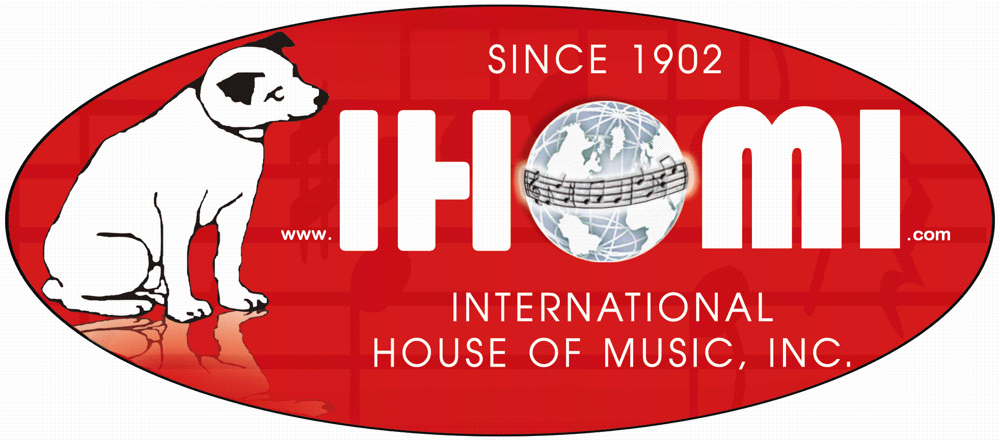 SINCE 1902
www.IHOMI.com
INTERNATIONAL
HOUSE OF MUSIC, INC.